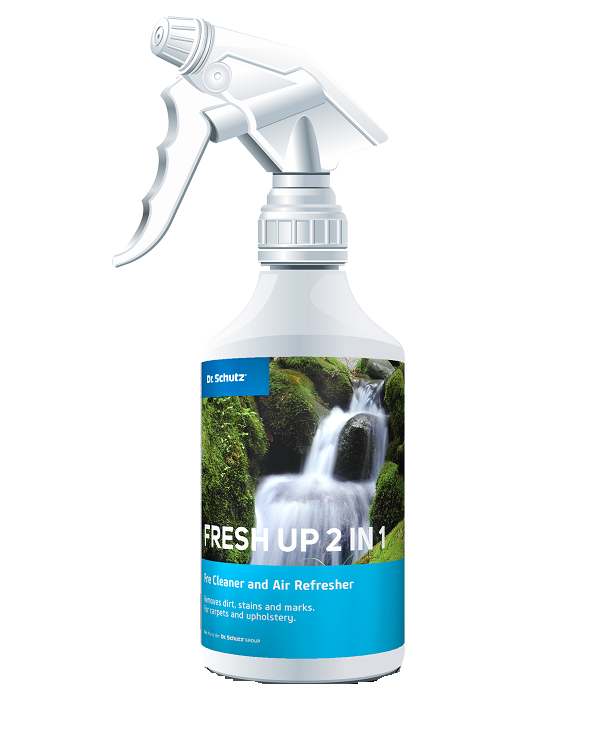 Dr. Schutz®
FRESH UP 2 IN 1
Pre Cleaner and Air Refresher
Removes dirt, stains and marks.
For carpets and upholstery.
Dr. Schutz® GROUP